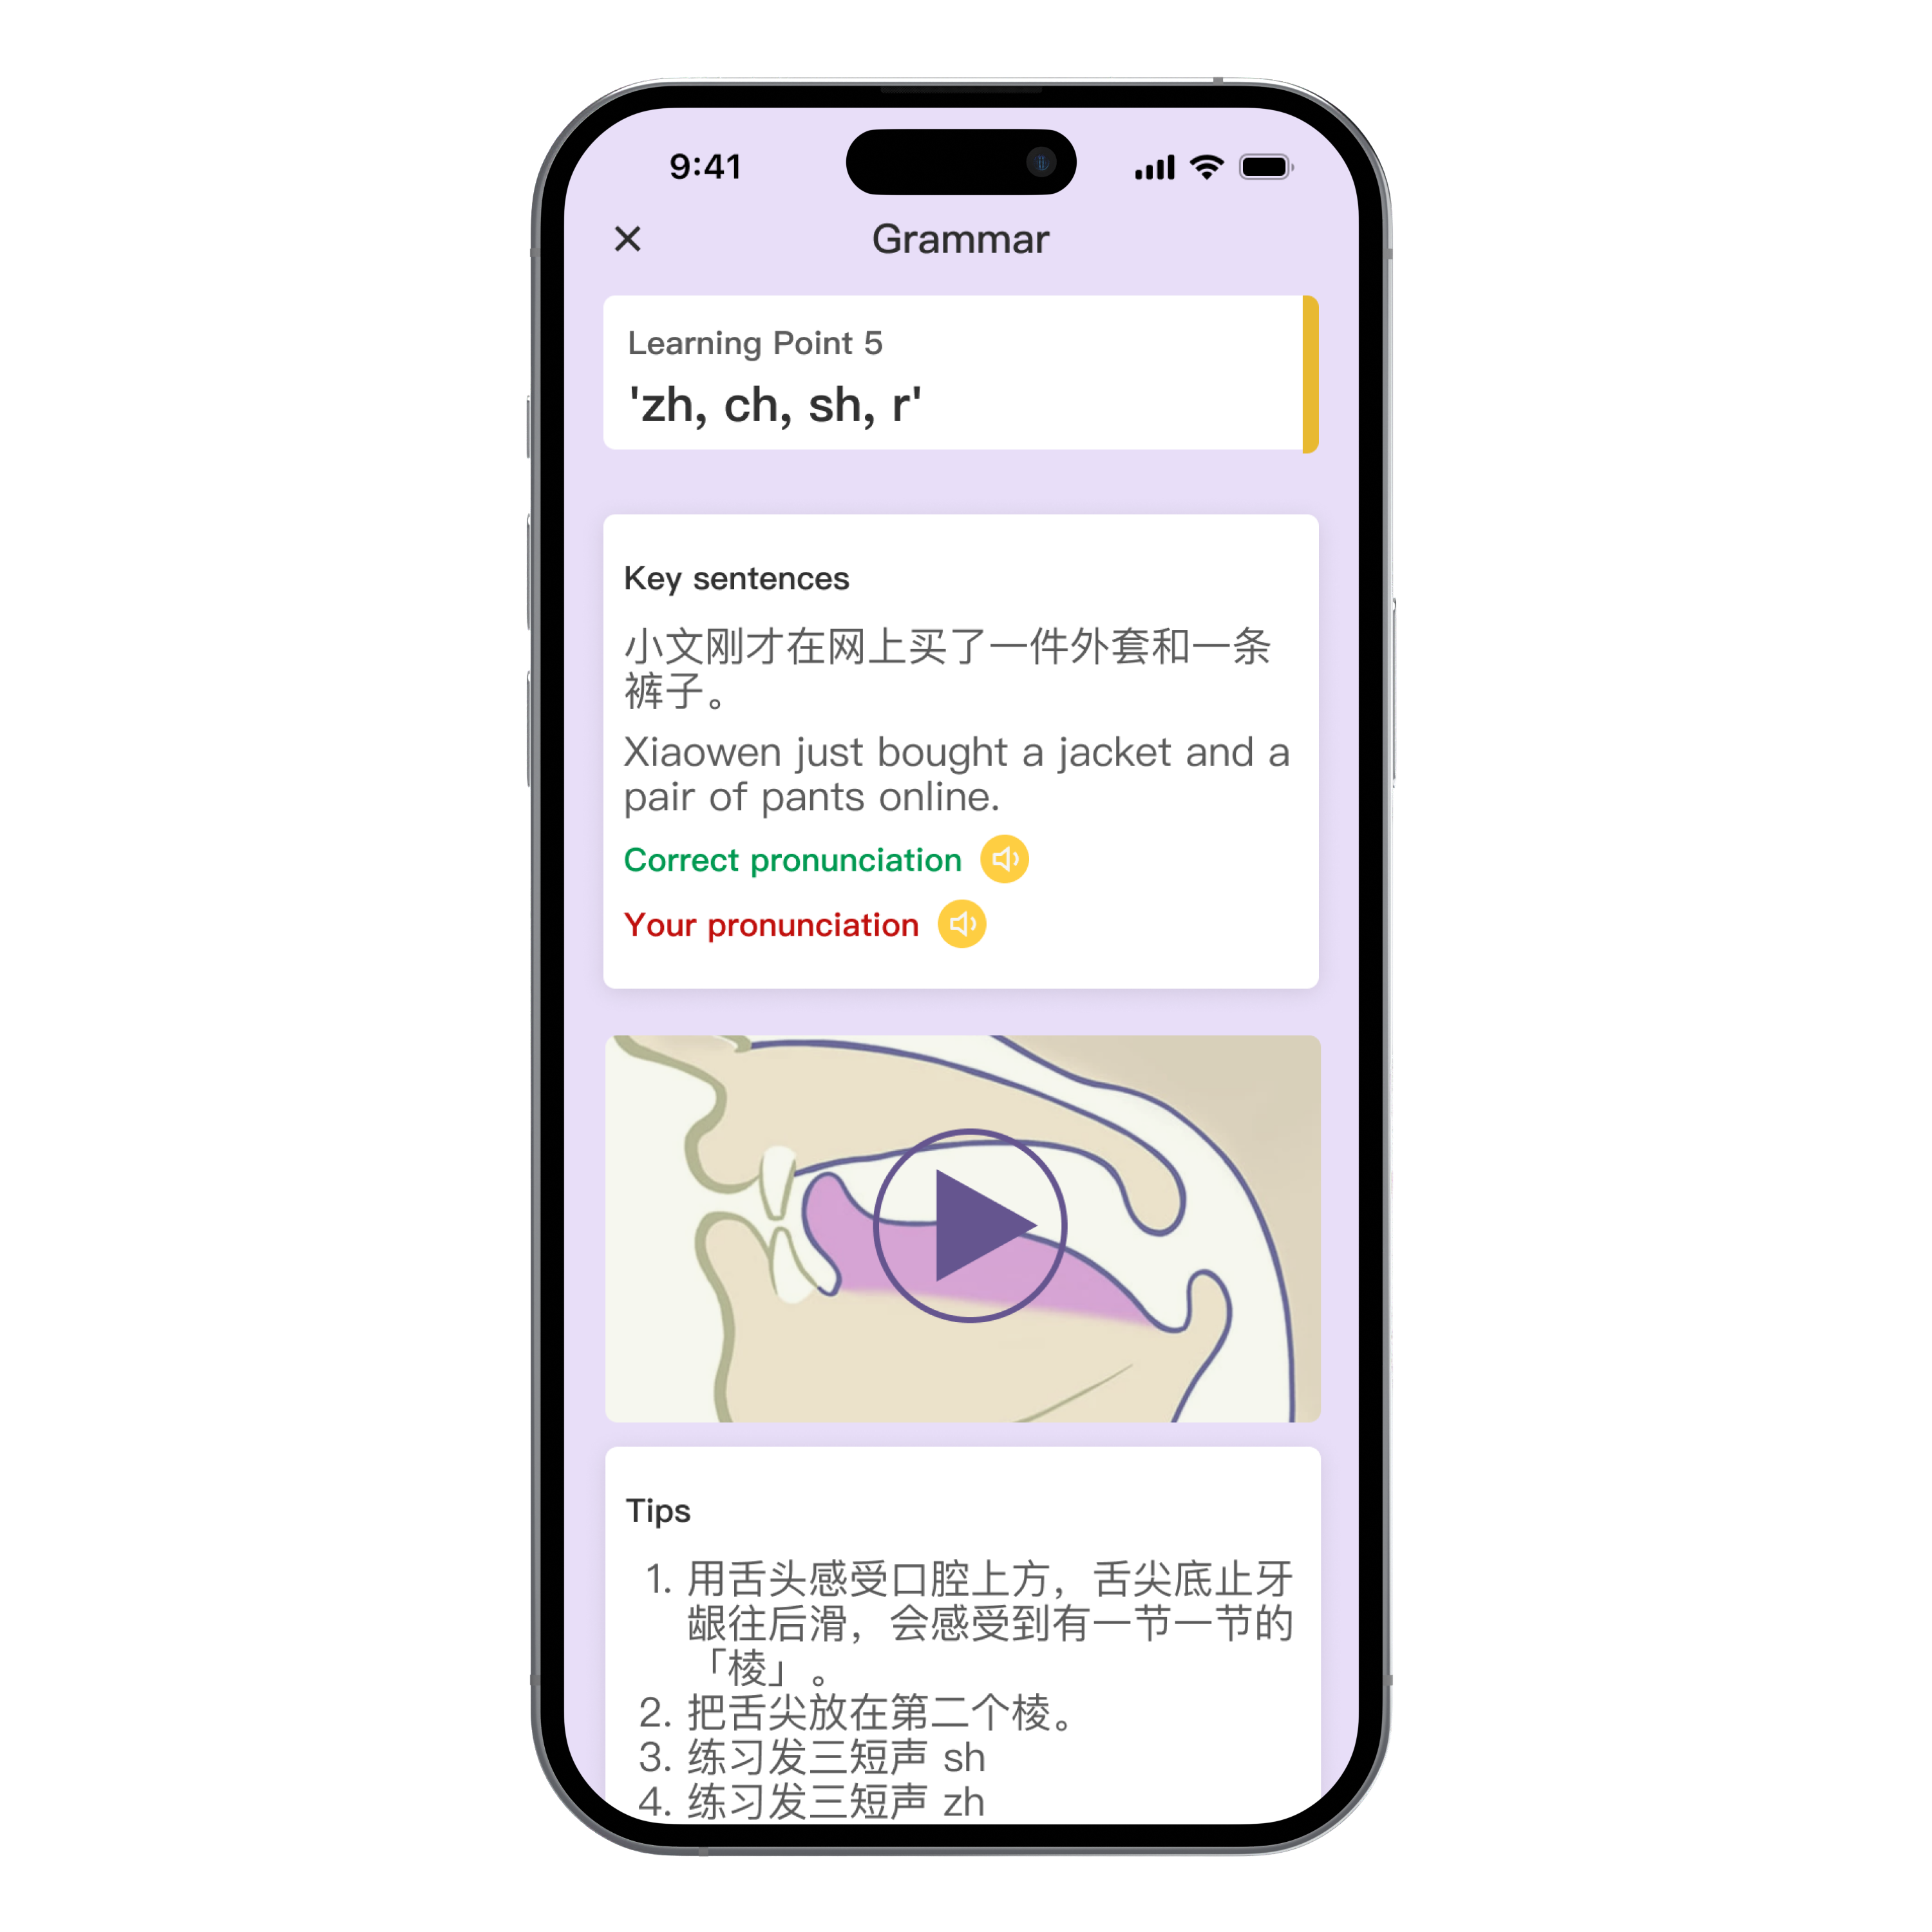 9:41
Grammar
Learning Point 5
'zh, ch, sh, r'
Key sentences
小文刚才在网上买了一件外套和一条
裤子。
Xiaowen just bought a jacket and a
pair of pants online.
Correct pronunciation
Your pronunciation
Tips
1. 用舌头感受口腔上方，舌尖底止牙
龈往后滑，会感受到有一节一节的
「棱」。
2. 把舌尖放在第二个棱。
3. 练习发三短声 sh
4. 练习发三短声 zh